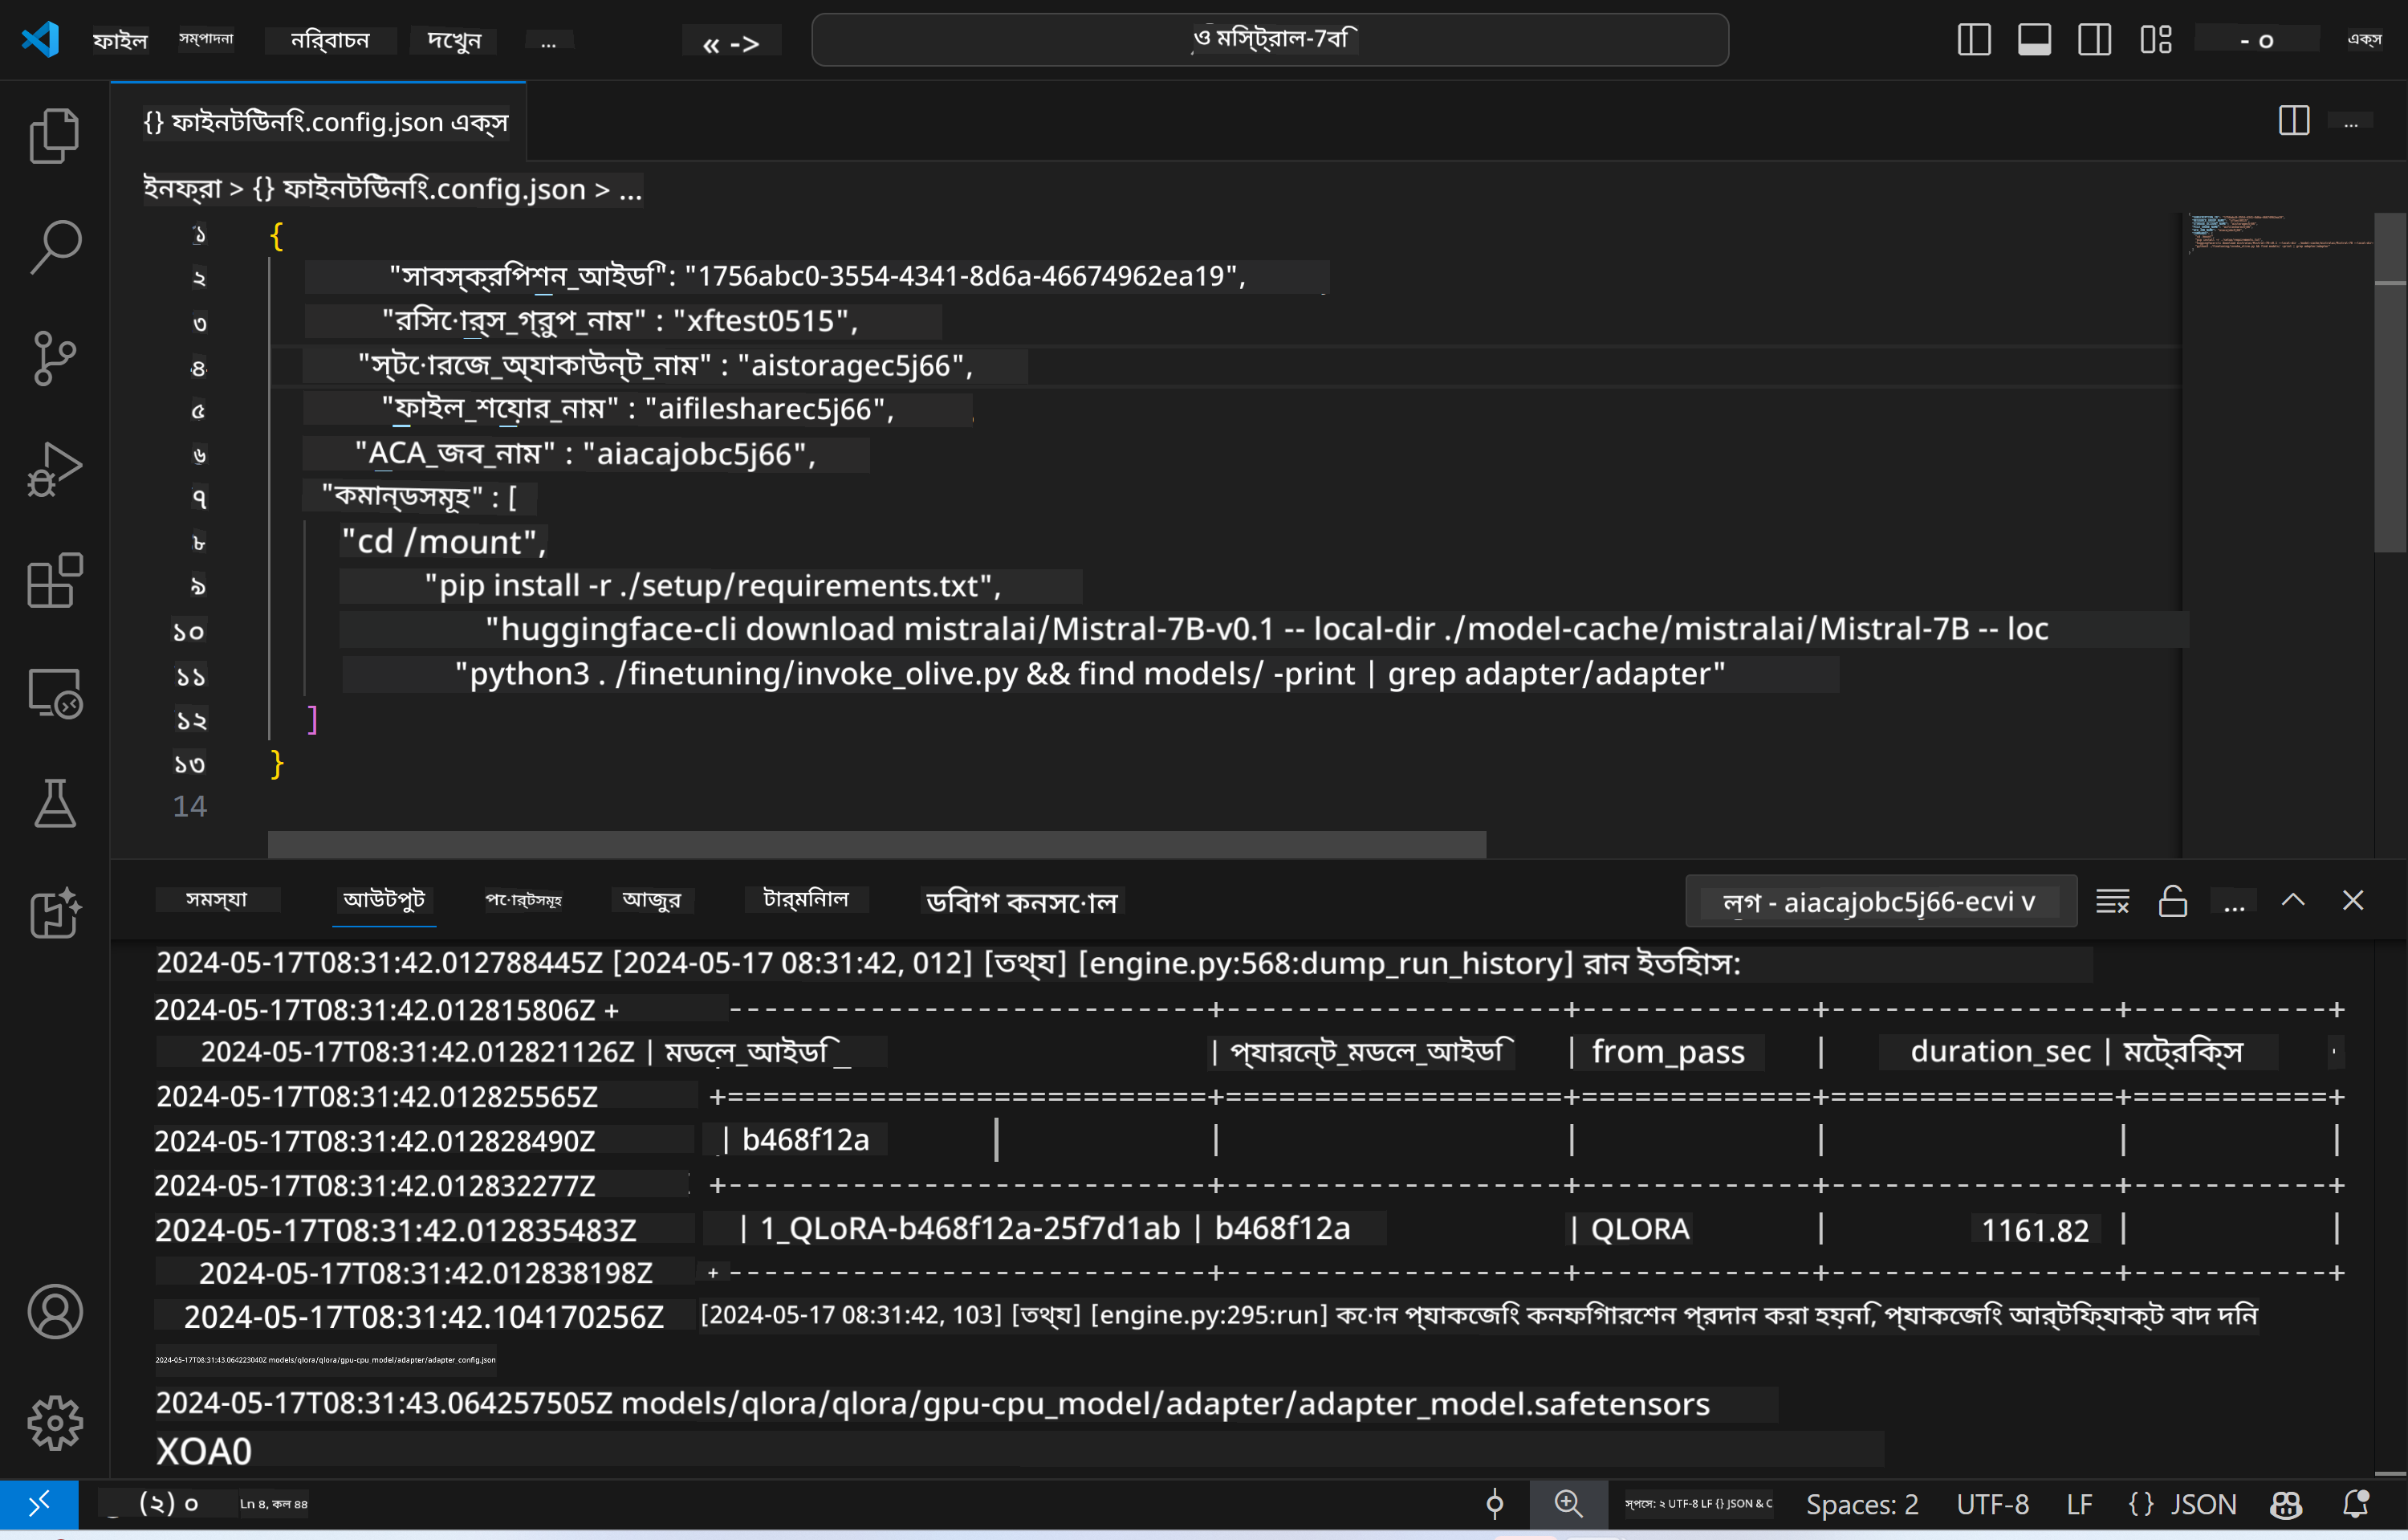 ফাইল সম্পাদনা নির্বাচন দেখুন ... « -> ও মিস্ট্রাল-7বি - ০ এক্স
{} ফাইনটিউনিং.config.json এক্স ...
ইনফ্রা > {} ফাইনটিউনিং.config.json > ...
১ {
২ "সাবস্ক্রিপশন_আইডি": "1756abc0-3554-4341-8d6a-46674962ea19",
৩ "রিসোর্স_গ্রুপ_নাম" : "xftest0515",
৪ "স্টোরেজ_অ্যাকাউন্ট_নাম" : "aistoragec5j66",
৫ "ফাইল_শেয়ার_নাম" : "aifilesharec5j66",
৬ "ACA_জব_নাম" : "aiacajobc5j66",
৭ "কমান্ডসমূহ" : [
৮ "cd /mount",
৯ "pip install -r ./setup/requirements.txt",
১০ "huggingface-cli download mistralai/Mistral-7B-v0.1 -- local-dir ./model-cache/mistralai/Mistral-7B -- loc
১১ "python3 . /finetuning/invoke_olive.py && find models/ -print | grep adapter/adapter"
১২ ]
১৩ }
14
সমস্যা আউটপুট পোর্টসমূহ আজুর টার্মিনাল ডিবাগ কনসোল লগ - aiacajobc5j66-ecvi v ...
2024-05-17T08:31:42.012788445Z [2024-05-17 08:31:42, 012] [তথ্য] [engine.py:568:dump_run_history] রান ইতিহাস:
2024-05-17T08:31:42.012815806Z + ---------------------------+-------------------+-------------+----------------+-----------+
2024-05-17T08:31:42.012821126Z | মডেল_আইডি | প্যারেন্ট_মডেল_আইডি | from_pass | duration_sec | মেট্রিক্স
2024-05-17T08:31:42.012825565Z +===========================+===================+=============+================+===========+
2024-05-17T08:31:42.012828490Z | b468f12a | | | | | |
2024-05-17T08:31:42.012832277Z +---------------------------+-------------------+-------------+----------------+-----------+
2024-05-17T08:31:42.012835483Z | 1_QLoRA-b468f12a-25f7d1ab | b468f12a | QLORA | 1161.82 | |
2024-05-17T08:31:42.012838198Z +---------------------------+-------------------+-------------+----------------+-----------+
2024-05-17T08:31:42.104170256Z [2024-05-17 08:31:42, 103] [তথ্য] [engine.py:295:run] কোন প্যাকেজিং কনফিগারেশন প্রদান করা হয়নি, প্যাকেজিং আর্টিফ্যাক্ট বাদ দিন
2024-05-17T08:31:43.064223040Z models/qlora/qlora/gpu-cpu_model/adapter/adapter_config.json
2024-05-17T08:31:43.064257505Z models/qlora/qlora/gpu-cpu_model/adapter/adapter_model.safetensors
XOA0
(২) ০ Ln 8, কল 88 স্পেস: ২ UTF-8 LF {} JSON & C Spaces: 2 UTF-8 LF {} JSON